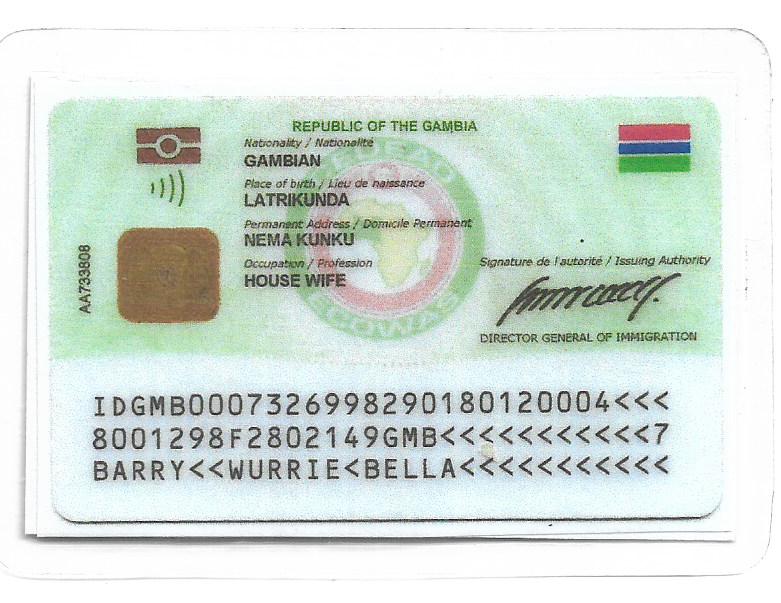 REPUBLIC OF THE GAMBIA
Nationality / Nationalité
GAMBIAN
Place of birth / Lieu de naissance
LATRIKUNDA
Permanent Address / Domicile Permanent
NEMA KUNKU
Occupation / Profession
HOUSE WIFE
AA733808
CEDEAO
ECOWAS
Signature de l'autorité / Issuing Authority
DIRECTOR GENERAL OF IMMIGRATION
IDGMB0007326998290180120004<<<
8001298F2802149GMB<<<<<<<<<<<7
BARRY<<WURRIE<BELLA<<<<<<<<<<<